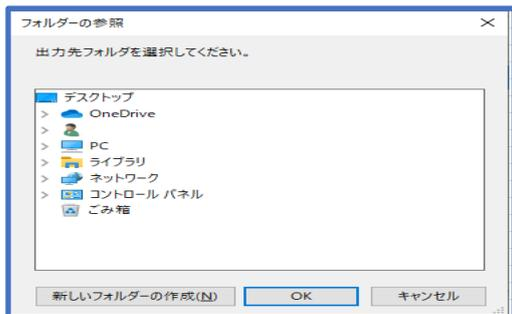 フォルダーの参照
出力先フォルダを選択してください。
デスクトップ
OneDrive
PC
ライブラリ
ネットワーク
コントロール パネル
ごみ箱
新しいフォルダーの作成(N) OK キャンセル